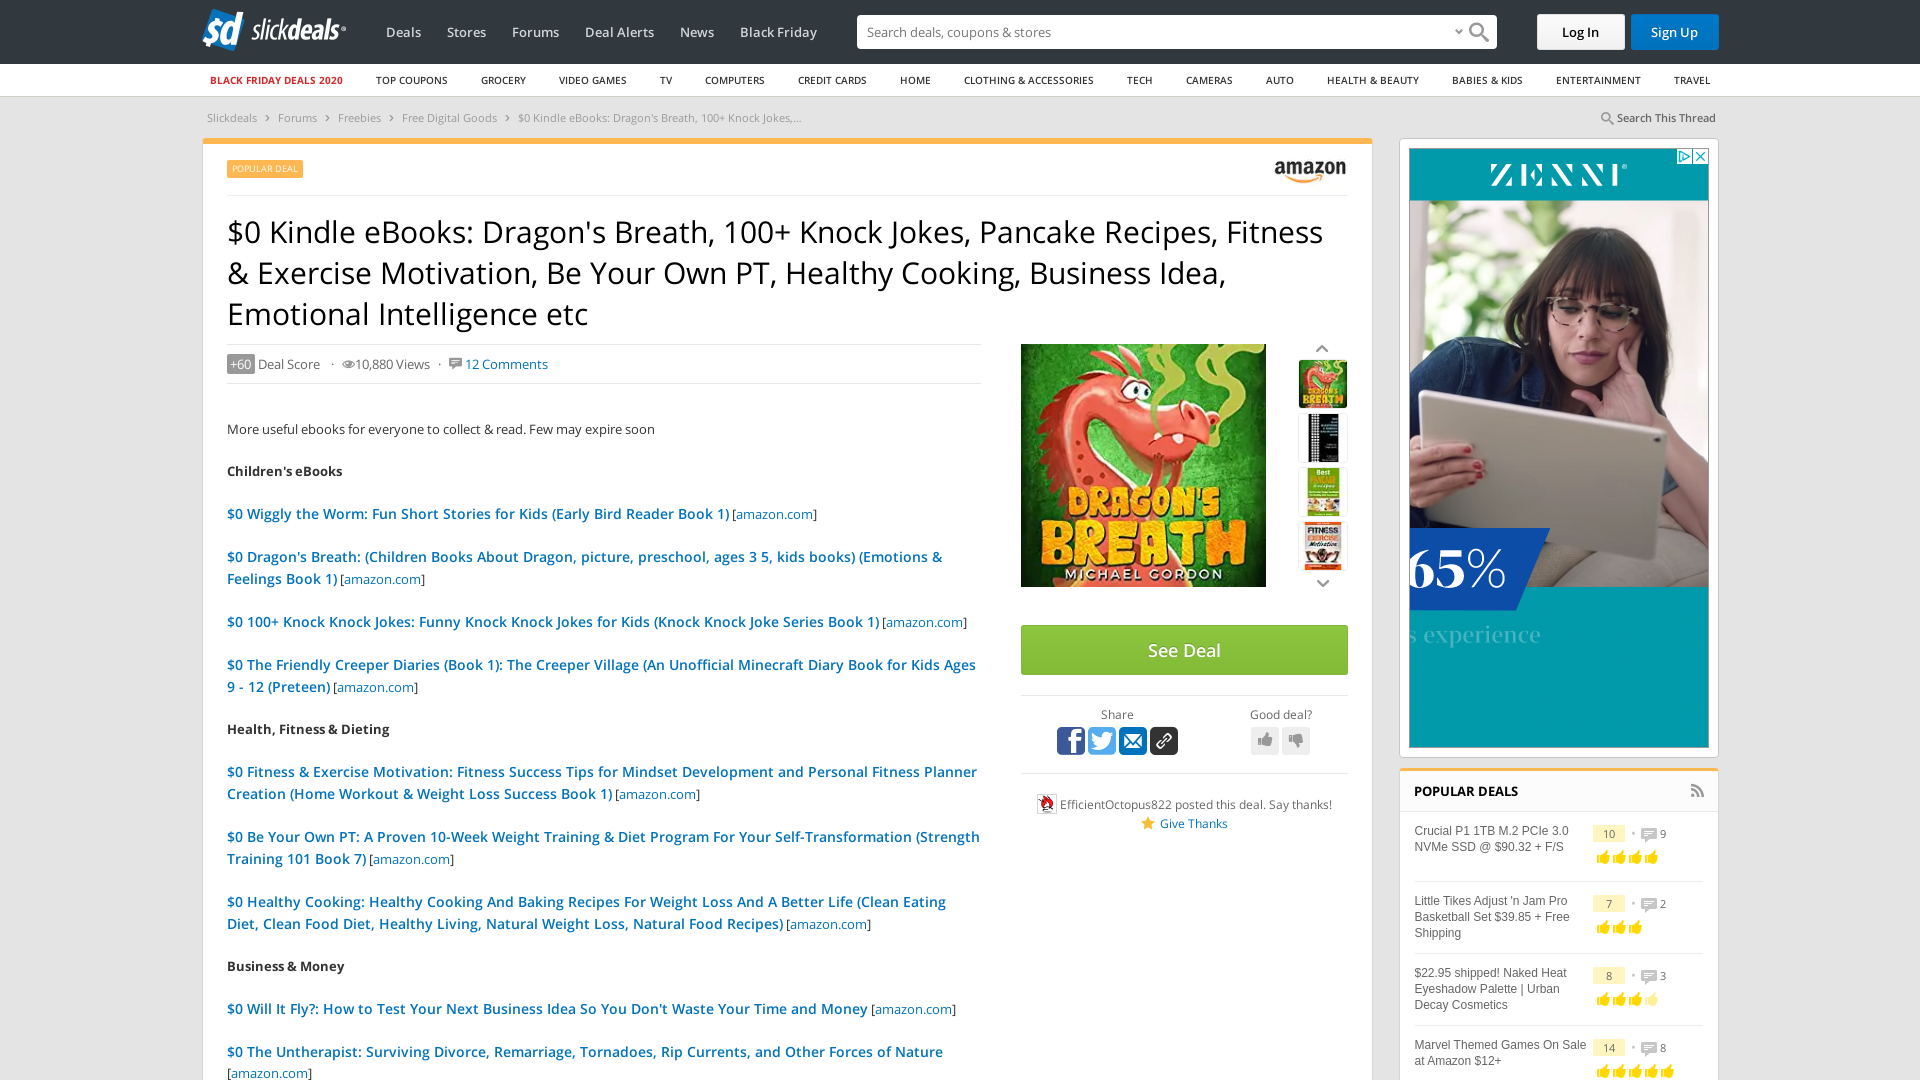 $d slickdeals
Deals Stores Forums Deal Alerts News Black Friday
Search deals, coupons & stores
Log In Sign Up
BLACK FRIDAY DEALS 2020 TOP COUPONS GROCERY VIDEO GAMES TV COMPUTERS CREDIT CARDS HOME CLOTHING & ACCESSORIES TECH CAMERAS AUTO HEALTH & BEAUTY BABIES & KIDS ENTERTAINMENT TRAVEL
Slickdeals Forums Freebies Free Digital Goods $0 Kindle eBooks: Dragon's Breath, 100+ Knock Jokes,...
Search This Thread
POPULAR DEAL
amazon
$0 Kindle eBooks: Dragon's Breath, 100+ Knock Jokes, Pancake Recipes, Fitness
& Exercise Motivation, Be Your Own PT, Healthy Cooking, Business Idea,
Emotional Intelligence etc
+60 Deal Score · 10,880 Views · 12 Comments
More useful ebooks for everyone to collect & read. Few may expire soon
Children's eBooks
$0 Wiggly the Worm: Fun Short Stories for Kids (Early Bird Reader Book 1) [amazon.com]
$0 Dragon's Breath: (Children Books About Dragon, picture, preschool, ages 3 5, kids books) (Emotions &
Feelings Book 1) [amazon.com]
$0 100+ Knock Knock Jokes: Funny Knock Knock Jokes for Kids (Knock Knock Joke Series Book 1) [amazon.com]
$0 The Friendly Creeper Diaries (Book 1): The Creeper Village (An Unofficial Minecraft Diary Book for Kids Ages
9 - 12 (Preteen) [amazon.com]
Health, Fitness & Dieting
$0 Fitness & Exercise Motivation: Fitness Success Tips for Mindset Development and Personal Fitness Planner
Creation (Home Workout & Weight Loss Success Book 1) [amazon.com]
$0 Be Your Own PT: A Proven 10-Week Weight Training & Diet Program For Your Self-Transformation (Strength
Training 101 Book 7) [amazon.com]
$0 Healthy Cooking: Healthy Cooking And Baking Recipes For Weight Loss And A Better Life (Clean Eating
Diet, Clean Food Diet, Healthy Living, Natural Weight Loss, Natural Food Recipes) [amazon.com]
Business & Money
$0 Will It Fly?: How to Test Your Next Business Idea So You Don't Waste Your Time and Money [amazon.com]
$0 The Untherapist: Surviving Divorce, Remarriage, Tornadoes, Rip Currents, and Other Forces of Nature
[amazon.com]
DRAGON'S
BREATH
MICHAEL GORDON
DRAGON'S
BREATH
Best
FITNESS
EXERCISE
Motivation
See Deal
Share
Good deal?
EfficientOctopus822 posted this deal. Say thanks!
Give Thanks
ZENNI
65%
s experience
POPULAR DEALS
Crucial P1 1TB M.2 PCIe 3.0
NVMe SSD @ $90.32 + F/S
10 • 9
Little Tikes Adjust 'n Jam Pro
Basketball Set $39.85 + Free
Shipping
7 • 2
$22.95 shipped! Naked Heat
Eyeshadow Palette | Urban
Decay Cosmetics
8 • 3
Marvel Themed Games On Sale
at Amazon $12+
14 • 8